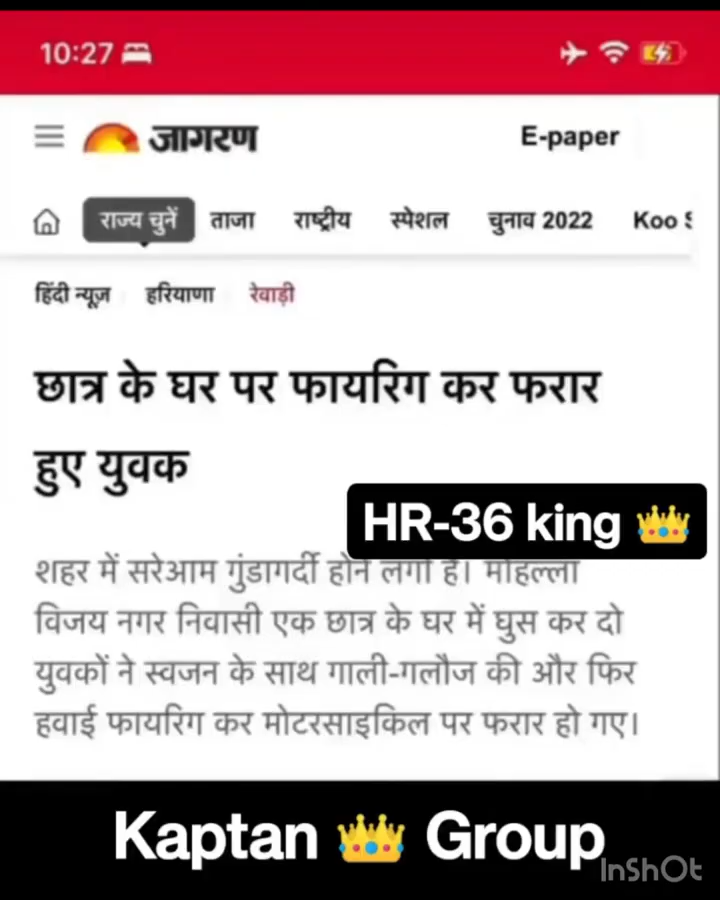 10:27
जागरण
E-paper
राज्य चुनें ताजा राष्ट्रीय स्पेशल चुनाव 2022 Koo
हिंदी न्यूज़ हरियाणा रेवाड़ी
छात्र के घर पर फायरिग कर फरार
हुए युवक
HR-36 king 👑
शहर में सरेआम गुंडागर्दी होने लगी है। मोहल्ला
विजय नगर निवासी एक छात्र के घर में घुस कर दो
युवकों ने स्वजन के साथ गाली-गलौज की और फिर
हवाई फायरिग कर मोटरसाइकिल पर फरार हो गए।
Kaptan 👑 Group
InShOt